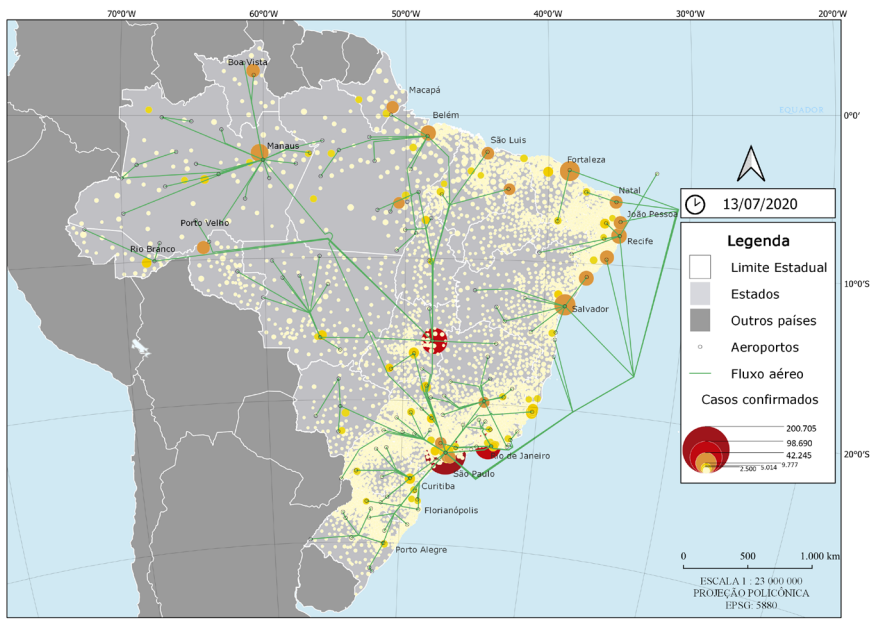 70°0'W 60°0'W 50°0'W 40°0'W 30°0'W 20°0'W
Boa Vista
Macapá
Belém
EQUADOR
0°0'
São Luis
Manaus
Fortaleza
Natal
13/07/2020
João Pessoa
Porto Velho
Recife
Rio Branco
Legenda
Limite Estadual
Estados
10°0'S
Salvador
Outros países
Aeroportos
Fluxo aéreo
Casos confirmados
200.705
98.690
42.245
9.777
5.014
2.500
20°0'S
o de Janeiro
São Paulo
Curitiba
Florianópolis
Porto Alegre
0 500 1.000 km
ESCALA 1 : 23 000 000
PROJEÇÃO POLICÔNICA
EPSG: 5880